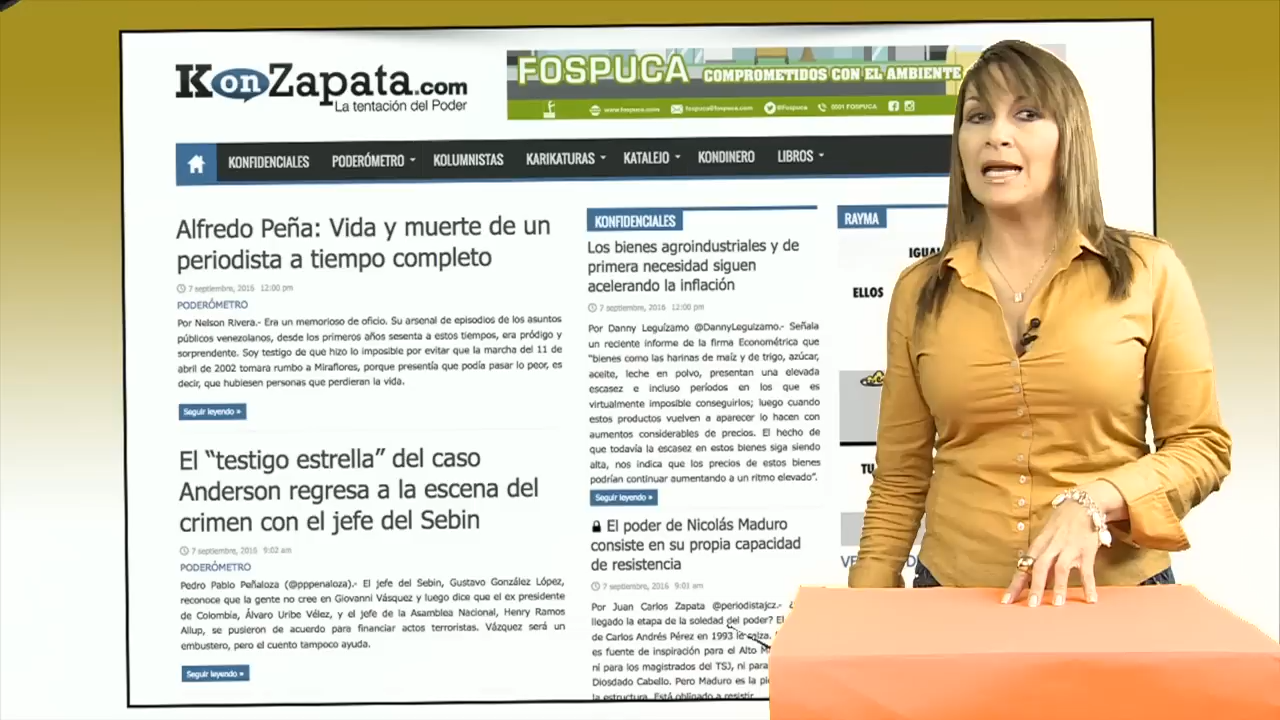 KonZapata.com
La tentación del Poder
FOSPUCA COMPROMETIDOS CON EL AMBIENTE
www.fospuca.com fospuca@fospuca.com @Fospuca 0501 FOSPUCA
KONFIDENCIALES PODERÓMETRO KOLUMNISTAS KARIKATURAS KATALEJO KONDINERO LIBROS
Alfredo Peña: Vida y muerte de un
periodista a tiempo completo
7 septiembre, 2016 12:00 pm
PODERÓMETRO
Por Nelson Rivera.- Era un memorioso de oficio. Su arsenal de episodios de los asuntos
públicos venezolanos, desde los primeros años sesenta a estos tiempos, era pródigo y
sorprendente. Soy testigo de que hizo lo imposible por evitar que la marcha del 11 de
abril de 2002 tomara rumbo a Miraflores, porque presentía que podía pasar lo peor, es
decir, que hubiesen personas que perdieran la vida.
Seguir leyendo »
El “testigo estrella” del caso
Anderson regresa a la escena del
crimen con el jefe del Sebin
7 septiembre, 2016 9:02 am
PODERÓMETRO
Pedro Pablo Peñaloza (@pppenaloza).- El jefe del Sebin, Gustavo González López,
reconoce que la gente no cree en Giovanni Vásquez y luego dice que el ex presidente
de Colombia, Álvaro Uribe Vélez, y el jefe de la Asamblea Nacional, Henry Ramos
Allup, se pusieron de acuerdo para financiar actos terroristas. Vázquez será un
embustero, pero el cuento tampoco ayuda.
Seguir leyendo »
KONFIDENCIALES
Los bienes agroindustriales y de
primera necesidad siguen
acelerando la inflación
7 septiembre, 2016 12:00 pm
Por Danny Leguízamo @DannyLeguizamo.- Señala
un reciente informe de la firma Econométrica que
“bienes como las harinas de maíz y de trigo, azúcar,
aceite, leche en polvo, presentan una elevada
escasez e incluso períodos en los que es
virtualmente imposible conseguirlos; luego cuando
estos productos vuelven a aparecer lo hacen con
aumentos considerables de precios. El hecho de
que todavía la escasez en estos bienes siga siendo
alta, nos indica que los precios de estos bienes
podrían continuar aumentando a un ritmo elevado”.
Seguir leyendo »
El poder de Nicolás Maduro
consiste en su propia capacidad
de resistencia
7 septiembre, 2016 9:01 am
Por Juan Carlos Zapata @periodistajcz.- ¿
llegado la etapa de la soledad del poder? El
de Carlos Andrés Pérez en 1993 le
es fuente de inspiración para el Alto M
ni para los magistrados del TSJ, ni para
Diosdado Cabello. Pero Maduro es la
la estructura. Está obligado a resistir.
RAYMA
IGUAL
ELLOS
TU